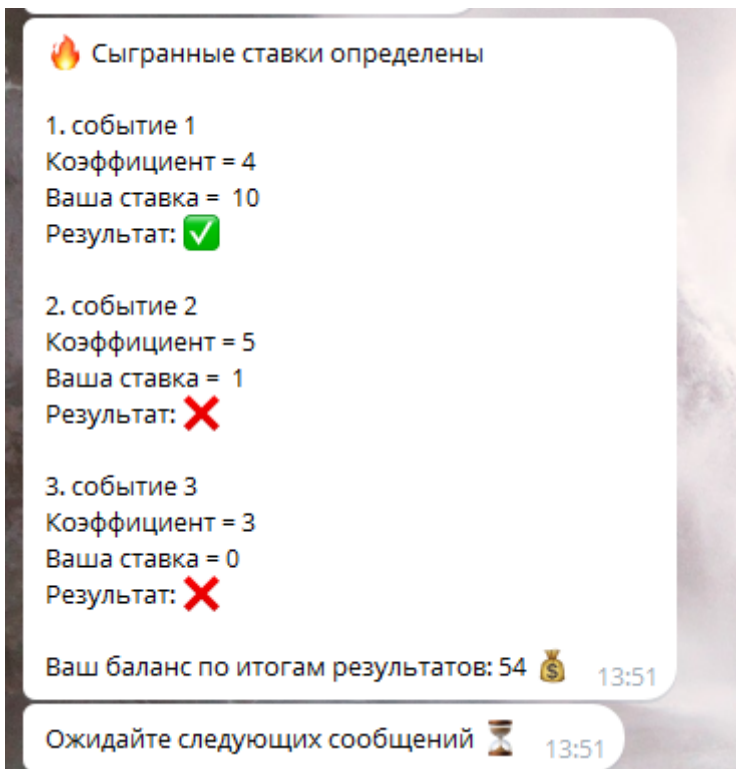 🔥 Сыгранные ставки определены
1. событие 1
Коэффициент = 4
Ваша ставка = 10
Результат: ✅
2. событие 2
Коэффициент = 5
Ваша ставка = 1
Результат: ❌
3. событие 3
Коэффициент = 3
Ваша ставка = 0
Результат: ❌
Ваш баланс по итогам результатов: 54 💰 13:51
Ожидайте следующих сообщений ⏳ 13:51